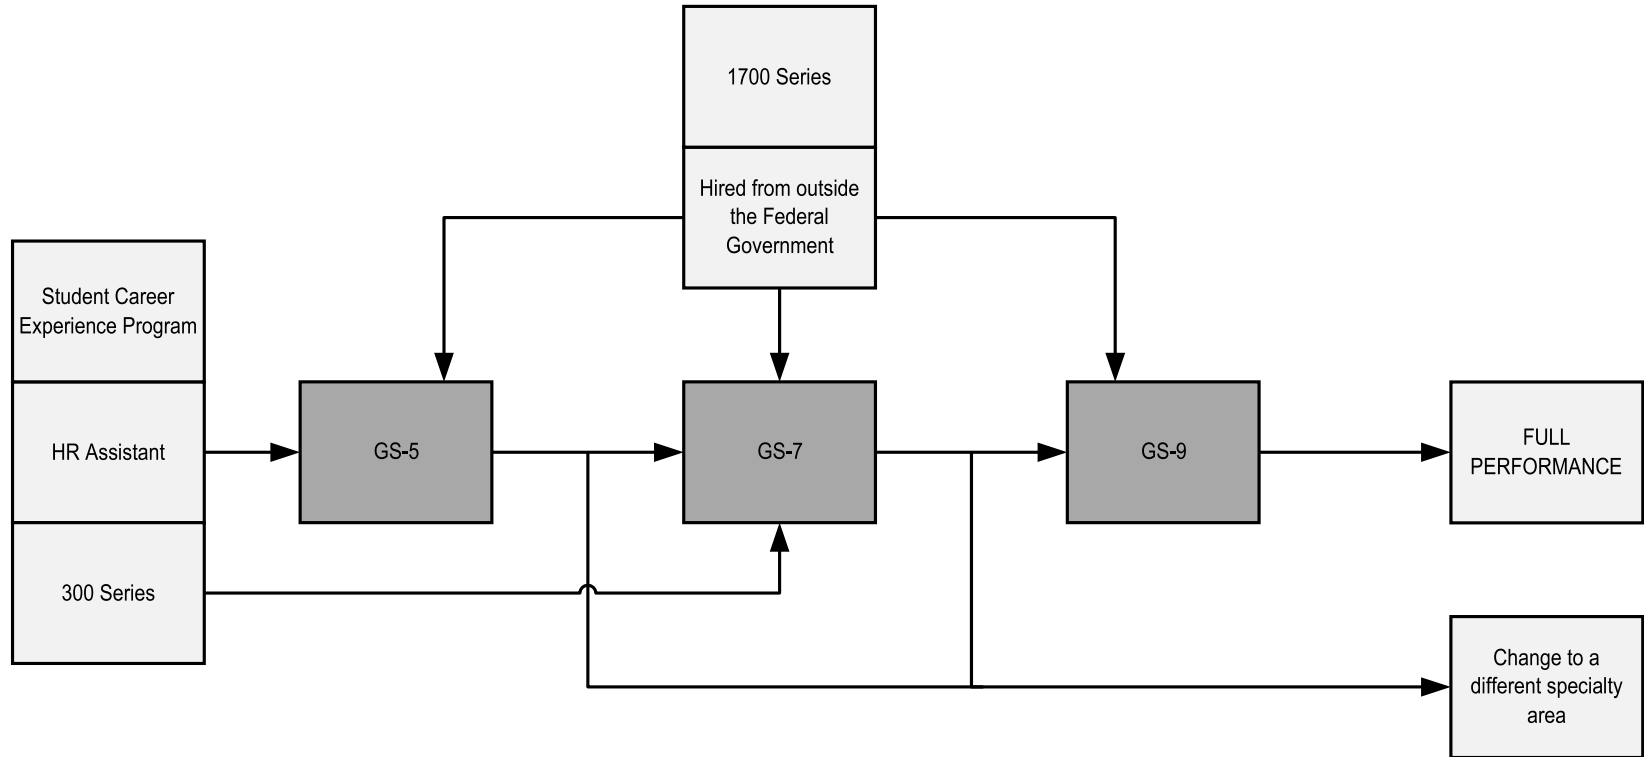 1700 Series
Hired from outside
the Federal
Government
Student Career
Experience Program
HR Assistant
300 Series
GS-5
GS-7
GS-9
FULL
PERFORMANCE
Change to a
different specialty
area